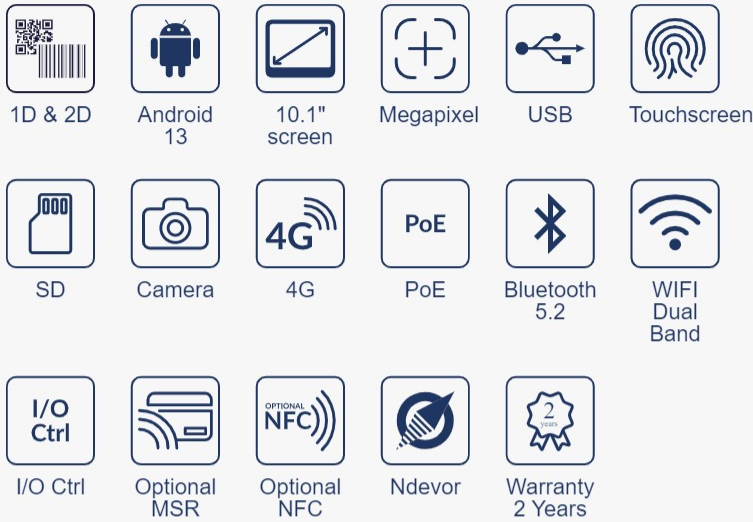 1D & 2D
Android
13
10.1"
screen
Megapixel
USB
Touchscreen
4G
PoE
SD
Camera
4G
PoE
Bluetooth
5.2
WIFI
Dual
Band
I/O
Ctrl
OPTIONAL
NFC
2
years
I/O Ctrl
Optional
MSR
Optional
NFC
Ndevor
Warranty
2 Years